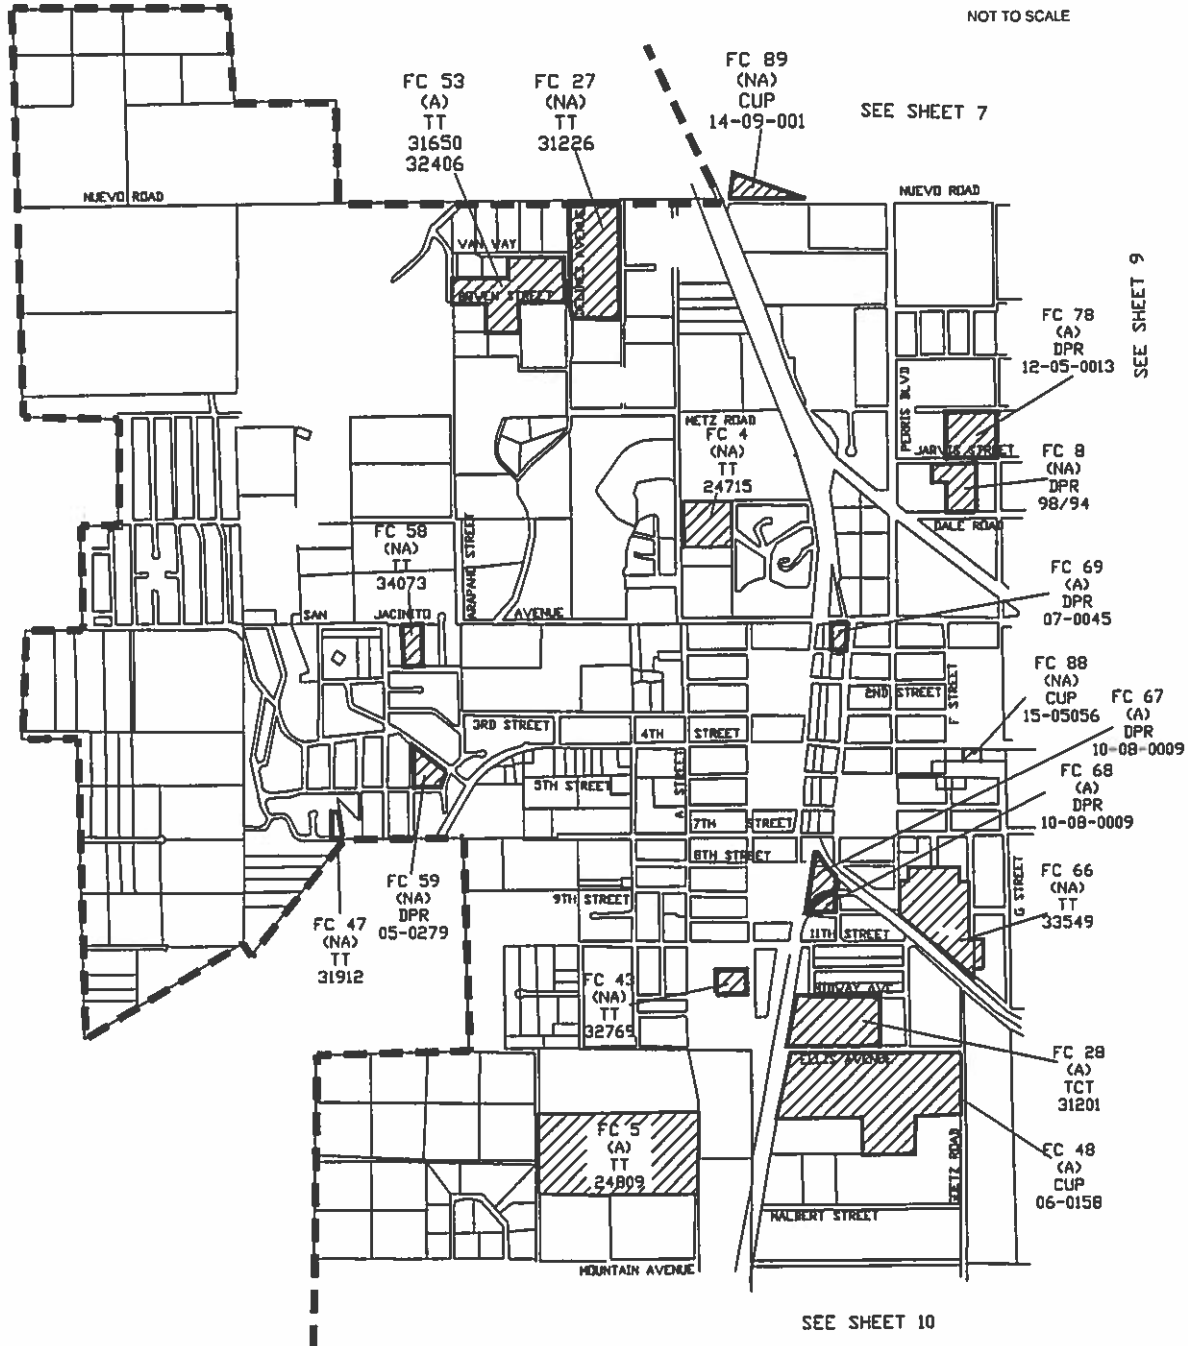 NOT TO SCALE
FC 53
(A)
TT
31650
32406
FC 27
(NA)
TT
31226
FC 89
(NA)
CUP
14-09-001
SEE SHEET 7
NUEVO ROAD
NUEVO ROAD
VAN WAY
SEE SHEET 9
FC 78
(A)
DPR
12-05-0013
PERRIS BLVD
METZ ROAD
FC 4
(NA)
TT
24715
JARVIS STREET
FC 8
(NA)
DPR
98/94
DALE ROAD
FC 58
(NA)
TT
34073
ARAPAHO STREET
FC 69
(A)
DPR
07-0045
SAN JACINTO AVENUE
FC 88
(NA)
CUP
15-05056
2ND STREET
F STREET
FC 67
(A)
DPR
10-08-0009
3RD STREET
4TH STREET
FC 68
(A)
DPR
10-08-0009
5TH STREET
A STREET
7TH STREET
8TH STREET
FC 59
(NA)
DPR
05-0279
FC 66
(NA)
TT
33549
G STREET
9TH STREET
FC 47
(NA)
TT
31912
11TH STREET
FC 43
(NA)
TT
32769
MIDWAY AVE
ELLIS AVENUE
FC 28
(A)
TCT
31201
FC 5
(A)
TT
24809
GOETZ ROAD
FC 48
(A)
CUP
06-0158
MALBERT STREET
MOUNTAIN AVENUE
SEE SHEET 10